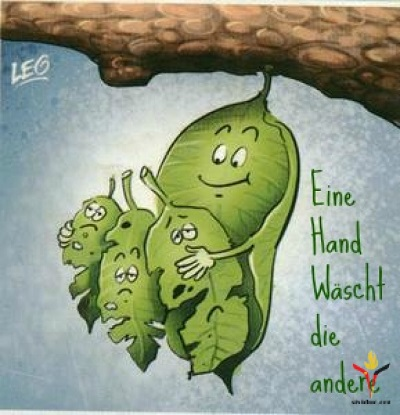 LEO
Eine
Hand
Wäscht
die
andere